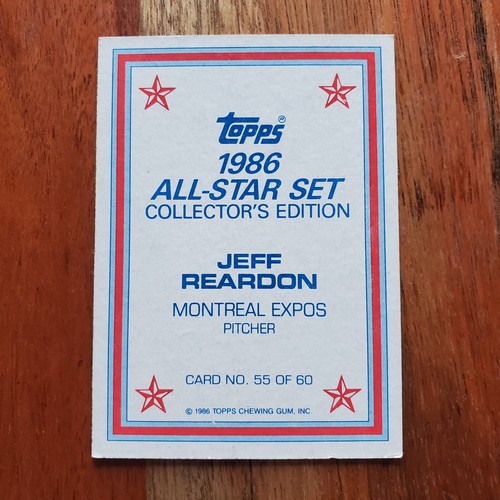 Topps®
1986
ALL-STAR SET
COLLECTOR'S EDITION
JEFF
REARDON
MONTREAL EXPOS
PITCHER
CARD NO. 55 OF 60
© 1986 TOPPS CHEWING GUM, INC.